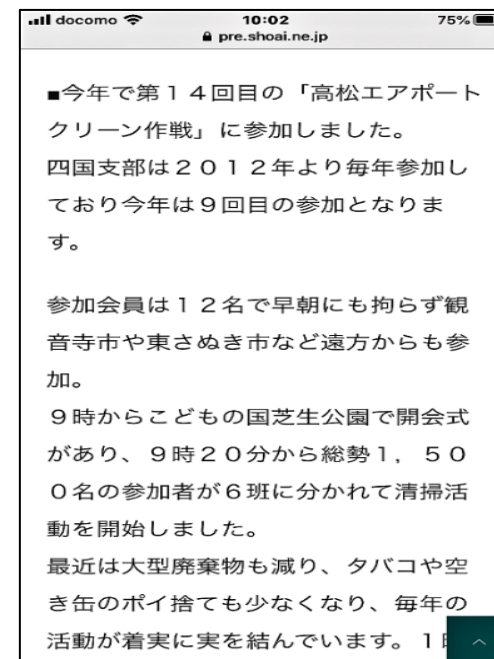 docomo 10:02 75%
pre.shoai.ne.jp
■今年で第１４回目の「高松エアポート
クリーン作戦」に参加しました。
四国支部は２０１２年より毎年参加し
ており今年は９回目の参加となりま
す。
参加会員は１２名で早朝にも拘らず観
音寺市や東さぬき市など遠方からも参
加。
９時からこどもの国芝生公園で開会式
があり、９時２０分から総勢１，５０
０名の参加者が６班に分かれて清掃活
動を開始しました。
最近は大型廃棄物も減り、タバコや空
き缶のポイ捨ても少なくなり、毎年の
活動が着実に実を結んでいます。１